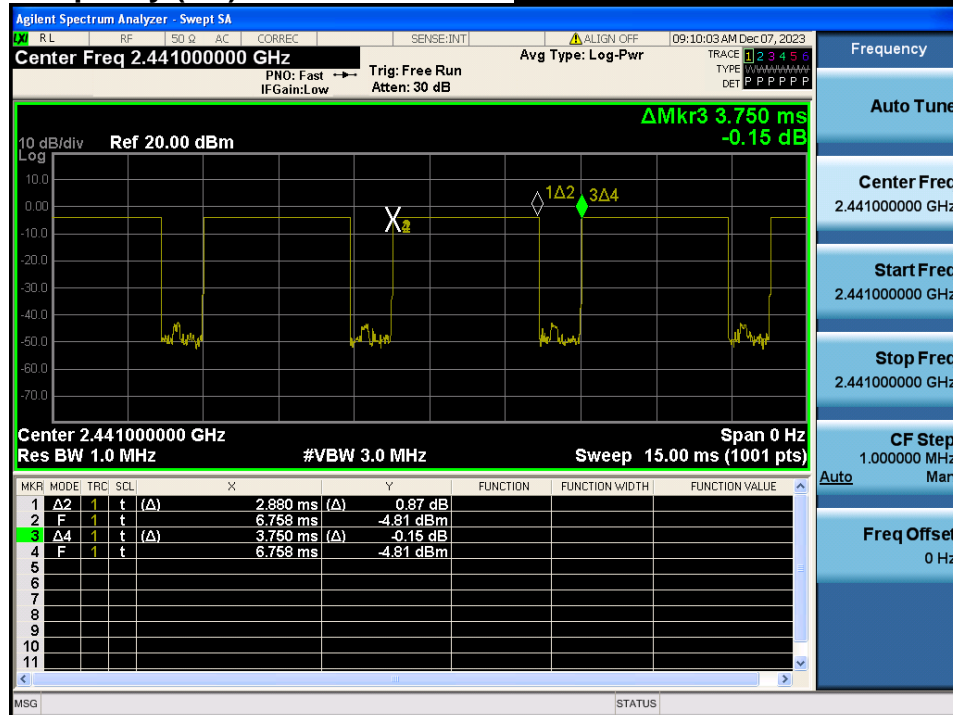 Agilent Spectrum Analyzer - Swept SA
RL RF 50 Ω AC CORREC SENSE:INT ALIGN OFF 09:10:03 AM Dec 07, 2023
Center Freq 2.441000000 GHz
PNO: Fast
IFGain:Low
Trig: Free Run
Atten: 30 dB
Avg Type: Log-Pwr
TRACE 1 2 3 4 5 6
TYPE WWWWWW
DET P P P P P P
ΔMkr3 3.750 ms
-0.15 dB
10 dB/div Ref 20.00 dBm
Log
10.0
0.00
-10.0
-20.0
-30.0
-40.0
-50.0
-60.0
-70.0
1Δ2 3Δ4
Center 2.441000000 GHz Span 0 Hz
Res BW 1.0 MHz #VBW 3.0 MHz Sweep 15.00 ms (1001 pts)
MKR MODE TRC SCL X Y FUNCTION FUNCTION WIDTH FUNCTION VALUE
1 Δ2 1 t (Δ) 2.880 ms (Δ) 0.87 dB
2 F 1 t 6.758 ms -4.81 dBm
3 Δ4 1 t (Δ) 3.750 ms (Δ) -0.15 dB
4 F 1 t 6.758 ms -4.81 dBm
5
6
7
8
9
10
11
MSG STATUS
Frequency
Auto Tune
Center Freq
2.441000000 GHz
Start Freq
2.441000000 GHz
Stop Freq
2.441000000 GHz
CF Step
1.000000 MHz
Auto Man
Freq Offset
0 Hz